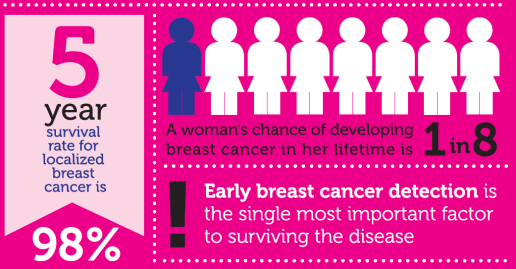 5
year
survival
rate for
localized
breast
cancer is
98%
A woman's chance of developing
breast cancer in her lifetime is 1 in 8
! Early breast cancer detection is
the single most important factor
to surviving the disease